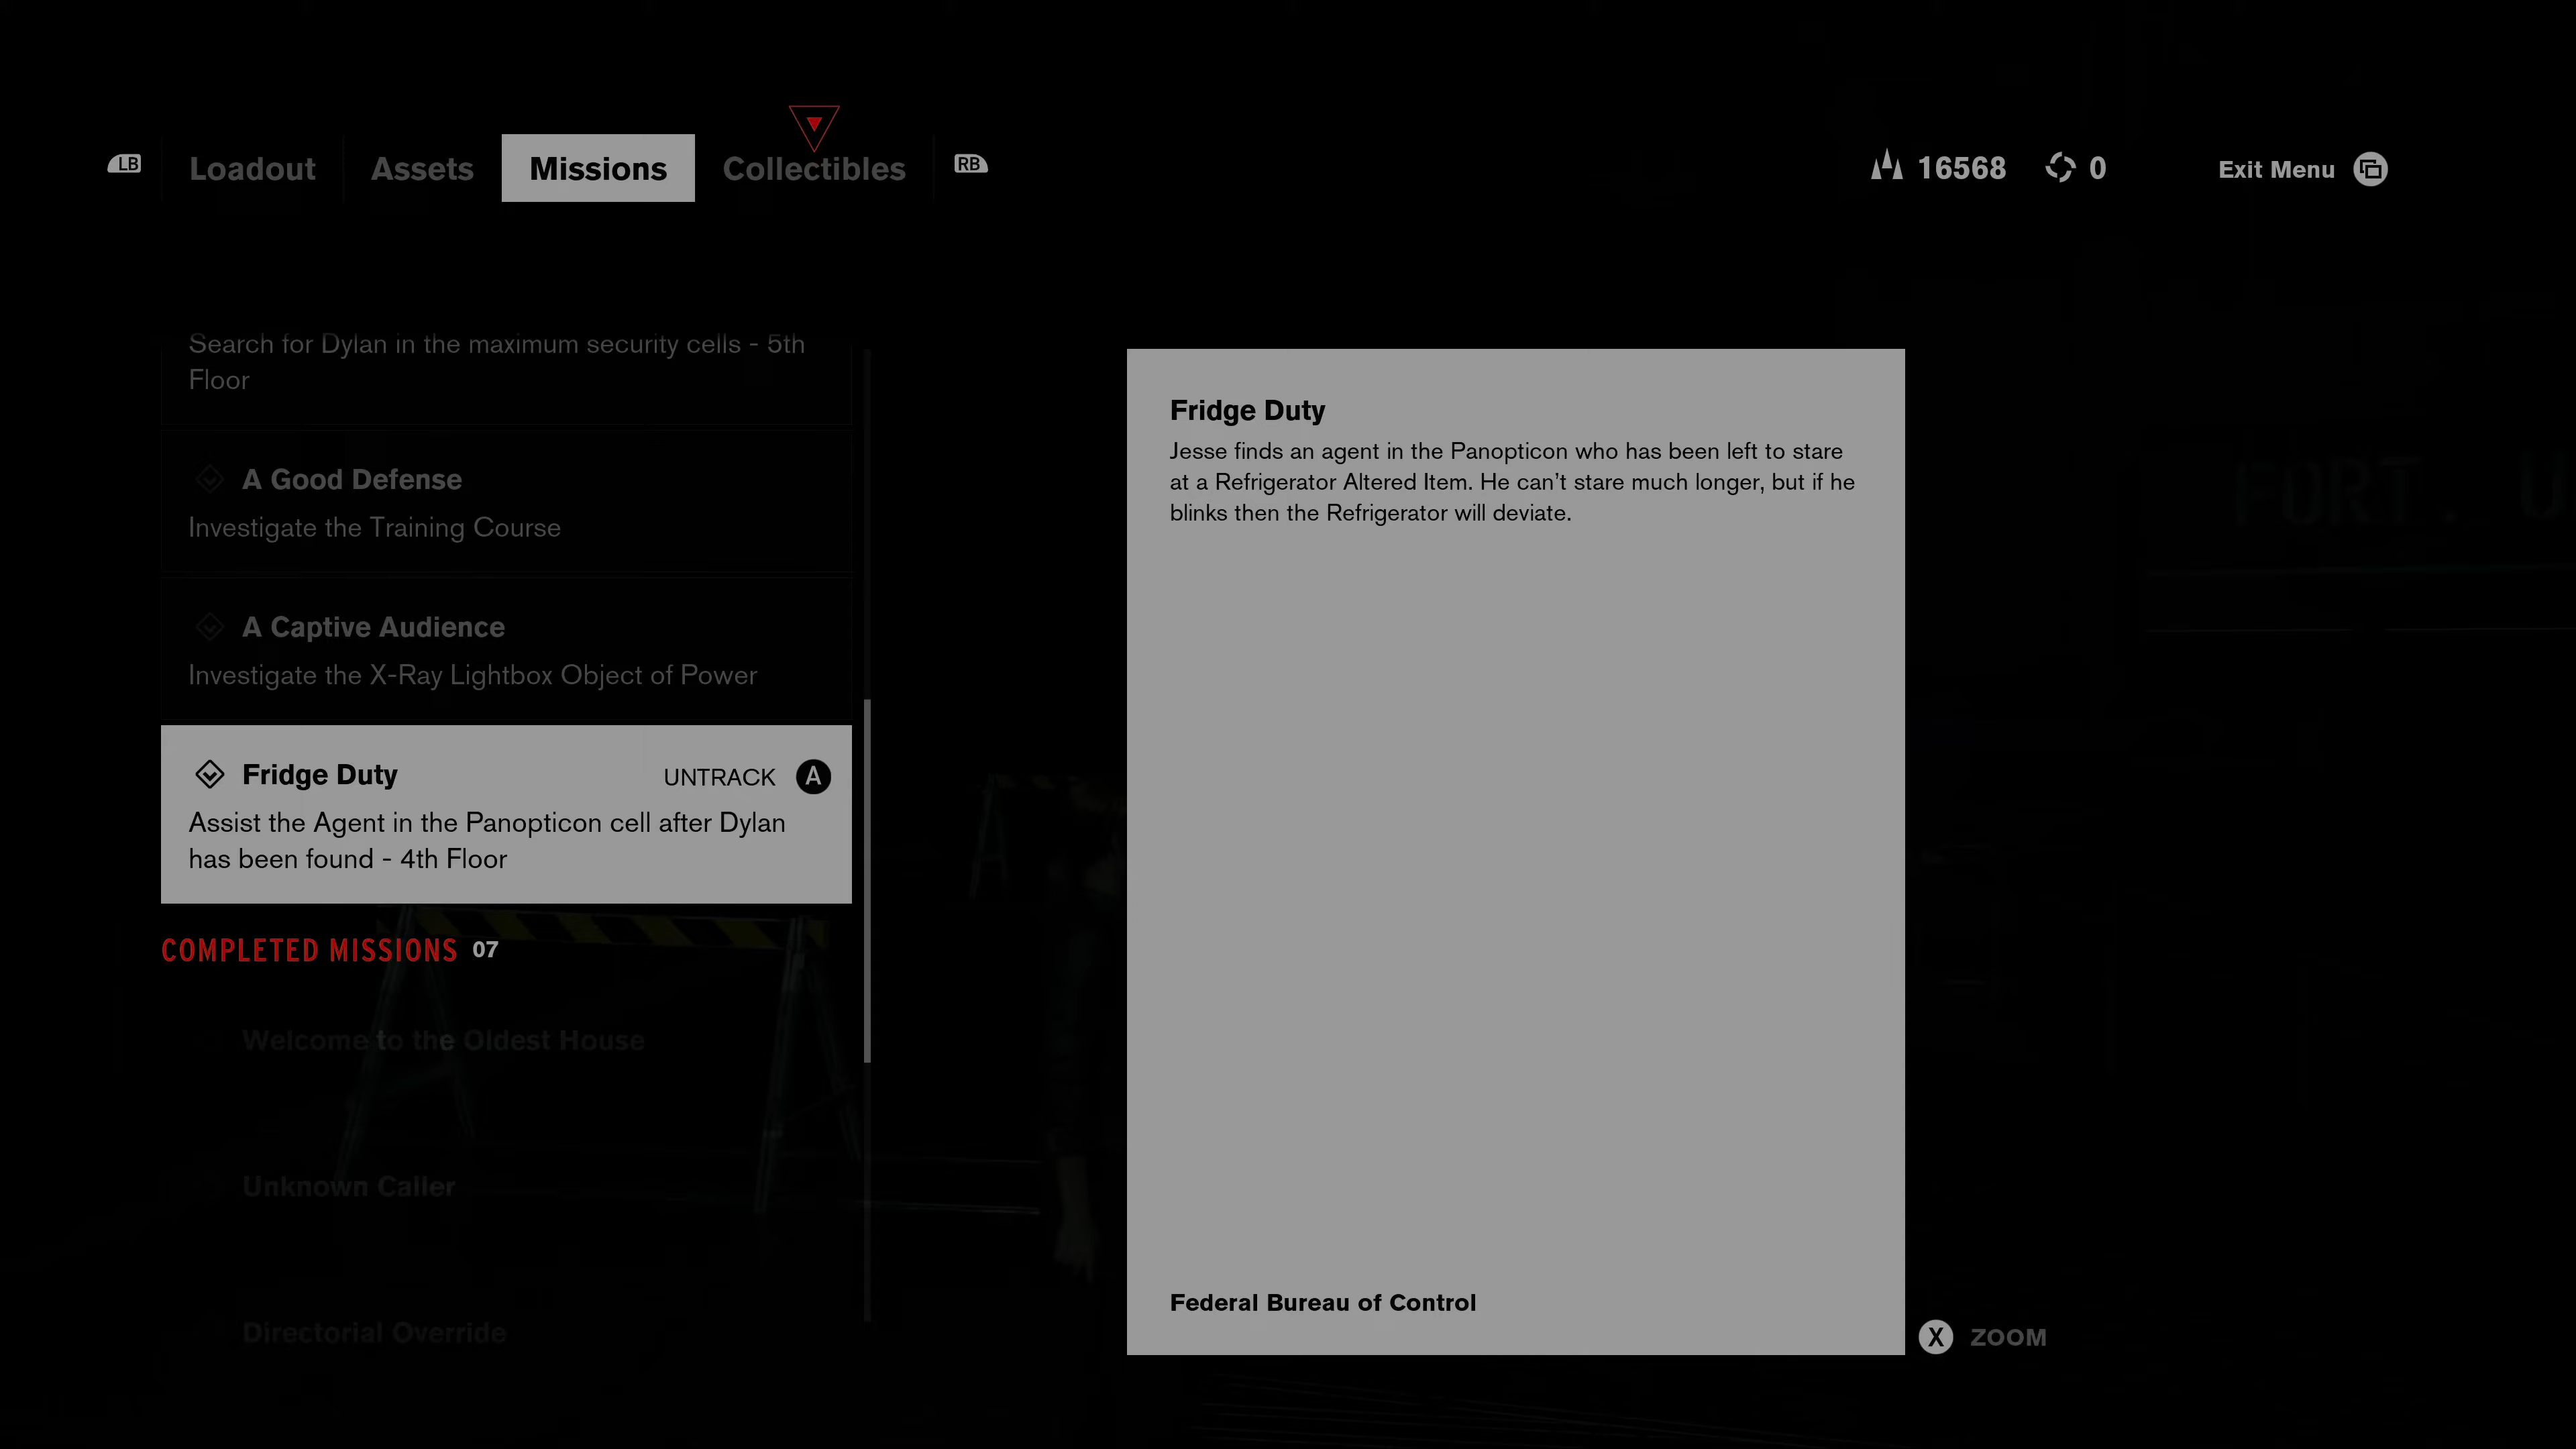 LB Loadout Assets Missions Collectibles RB 16568 0 Exit Menu
Search for Dylan in the maximum security cells - 5th
Floor
A Good Defense
Investigate the Training Course
A Captive Audience
Investigate the X-Ray Lightbox Object of Power
Fridge Duty UNTRACK A
Assist the Agent in the Panopticon cell after Dylan
has been found - 4th Floor
COMPLETED MISSIONS 07
Welcome to the Oldest House
Unknown Caller
Directorial Override
Fridge Duty
Jesse finds an agent in the Panopticon who has been left to stare
at a Refrigerator Altered Item. He can't stare much longer, but if he
blinks then the Refrigerator will deviate.
Federal Bureau of Control
X ZOOM
FORT. U